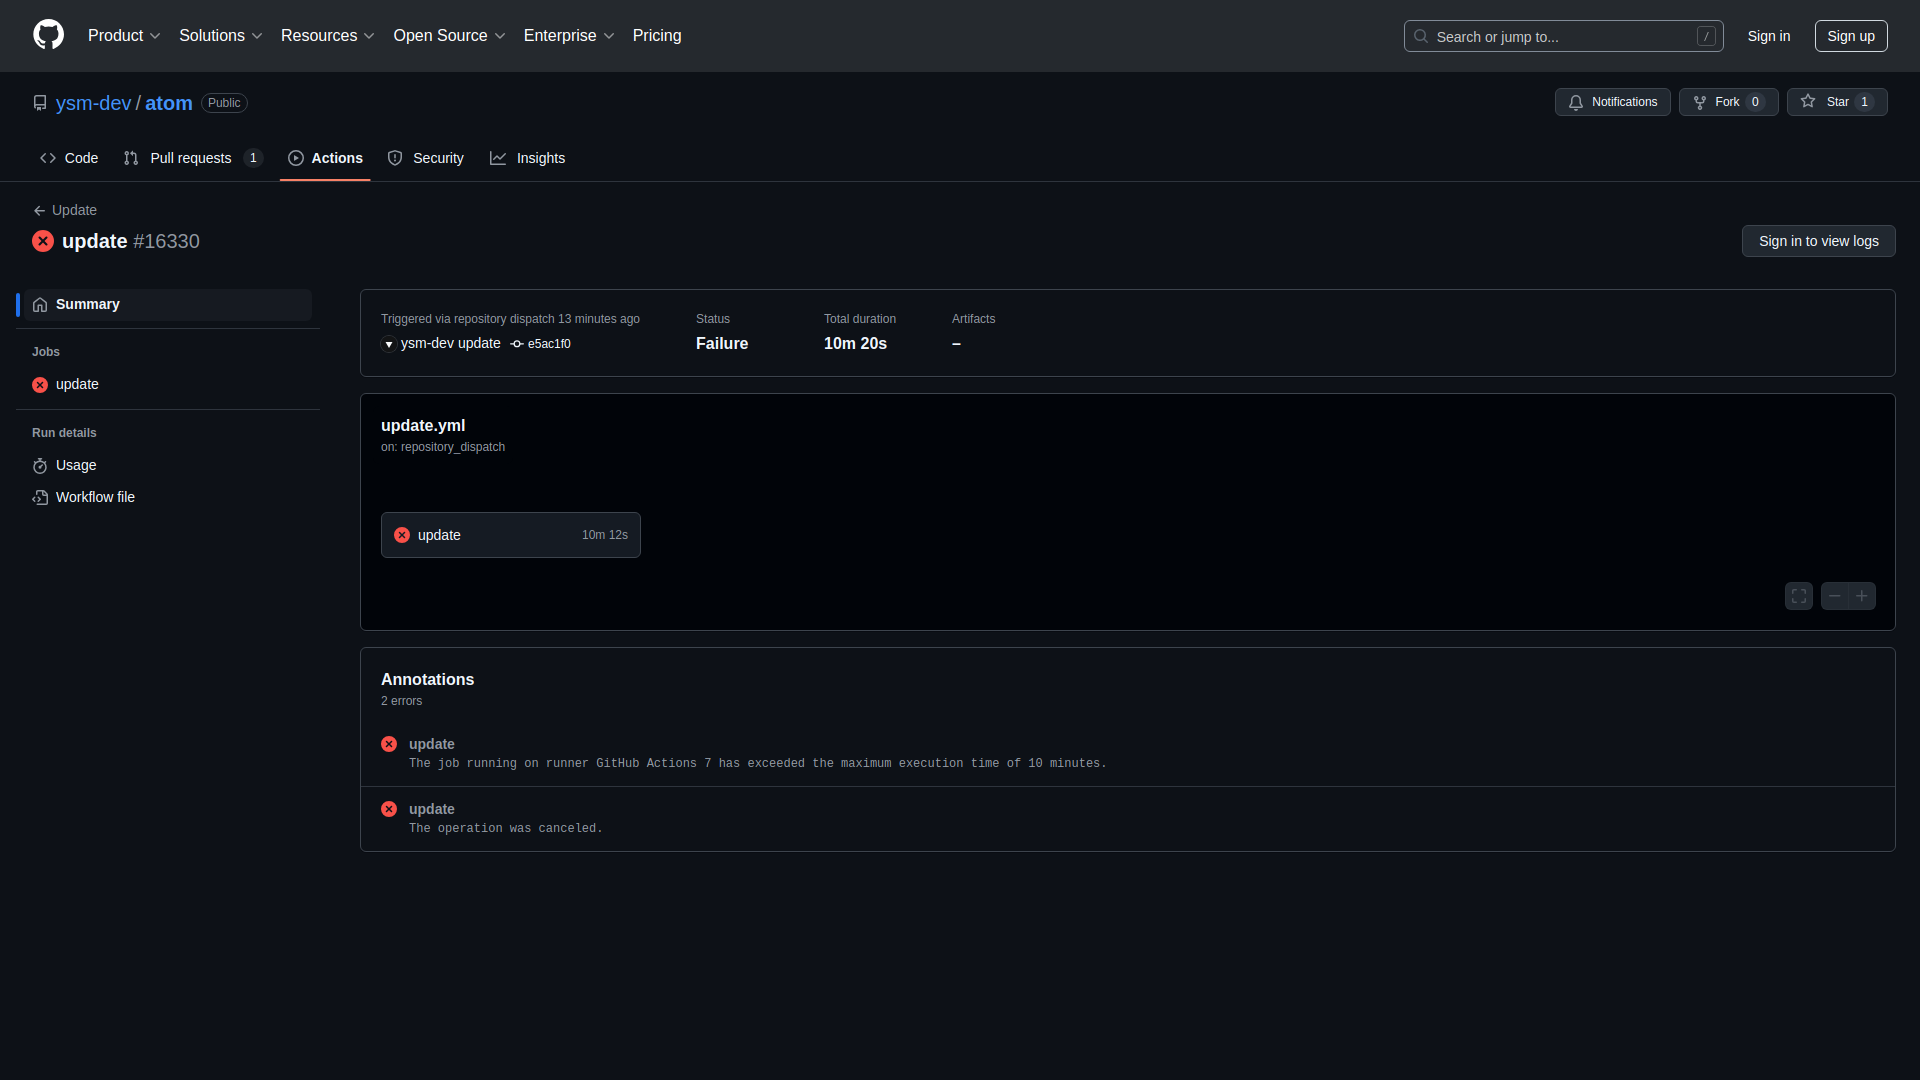 Product
Solutions
Resources
Open Source
Enterprise
Pricing
Search or jump to...
/
Sign in
Sign up
ysm-dev / atom
Public
Notifications
Fork 0
Star 1
Code
Pull requests 1
Actions
Security
Insights
Update
update #16330
Sign in to view logs
Summary
Jobs
update
Run details
Usage
Workflow file
Triggered via repository dispatch 13 minutes ago
ysm-dev update e5ac1f0
Status
Failure
Total duration
10m 20s
Artifacts
–
update.yml
on: repository_dispatch
update 10m 12s
Annotations
2 errors
update
The job running on runner GitHub Actions 7 has exceeded the maximum execution time of 10 minutes.
update
The operation was canceled.